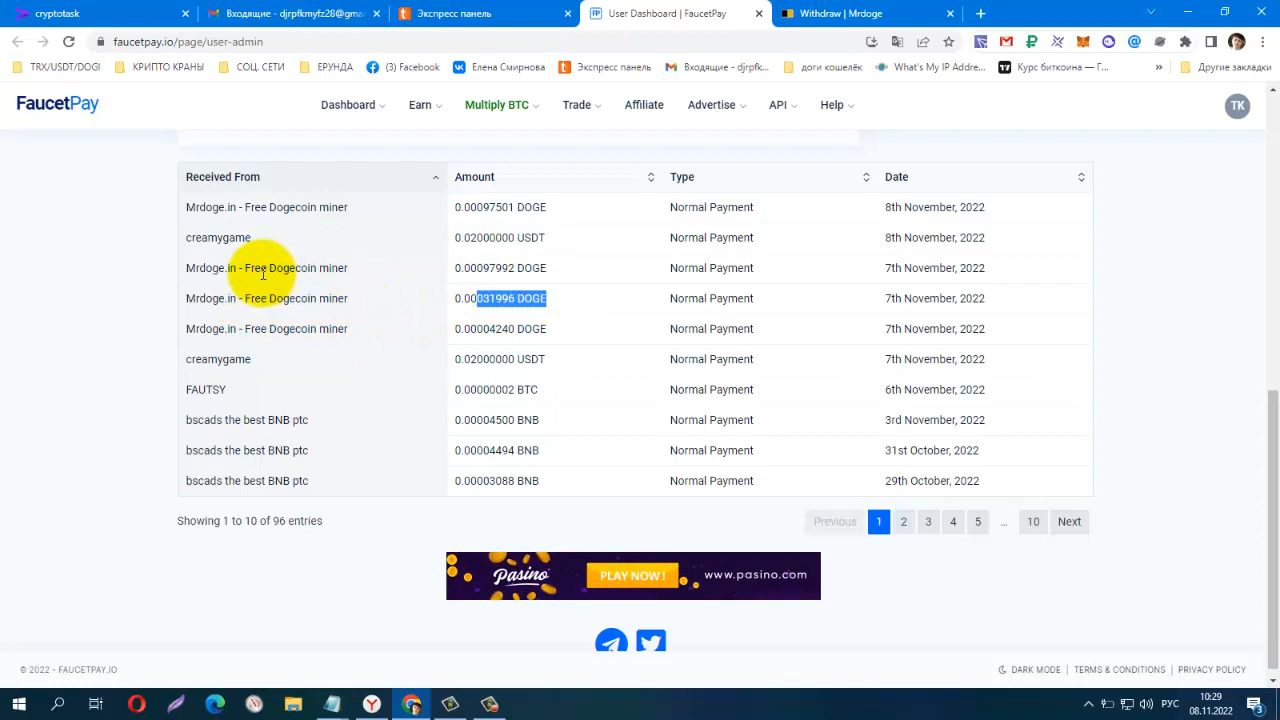 cryptotask
Входящие - djrpfkmyfz28@gmai
Экспресс панель
User Dashboard | FaucetPay
Withdraw | Mrdoge
faucetpay.io/page/user-admin
TRX/USDT/DOGI
КРИПТО КРАНЫ
СОЦ. СЕТИ
ЕРУНДА
(3) Facebook
Елена Смирнова
Экспресс панель
Входящие - djrpfk...
доги кошелёк
What's My IP Addre...
Курс биткоина — Г...
»
Другие закладки
FaucetPay
Dashboard
Earn
Multiply BTC
Trade
Affiliate
Advertise
API
Help
TK
Received From Amount Type Date
Mrdoge.in - Free Dogecoin miner 0.00097501 DOGE Normal Payment 8th November, 2022
creamygame 0.02000000 USDT Normal Payment 8th November, 2022
Mrdoge.in - Free Dogecoin miner 0.00097992 DOGE Normal Payment 7th November, 2022
Mrdoge.in - Free Dogecoin miner 0.00031996 DOGE Normal Payment 7th November, 2022
Mrdoge.in - Free Dogecoin miner 0.00004240 DOGE Normal Payment 7th November, 2022
creamygame 0.02000000 USDT Normal Payment 7th November, 2022
FAUTSY 0.00000002 BTC Normal Payment 6th November, 2022
bscads the best BNB ptc 0.00004500 BNB Normal Payment 3rd November, 2022
bscads the best BNB ptc 0.00004494 BNB Normal Payment 31st October, 2022
bscads the best BNB ptc 0.00003088 BNB Normal Payment 29th October, 2022
Showing 1 to 10 of 96 entries
Previous 1 2 3 4 5 ... 10 Next
Pasino
PLAY NOW!
www.pasino.com
© 2022 - FAUCETPAY.IO
DARK MODE | TERMS & CONDITIONS | PRIVACY POLICY
РУС
10:29
08.11.2022
3